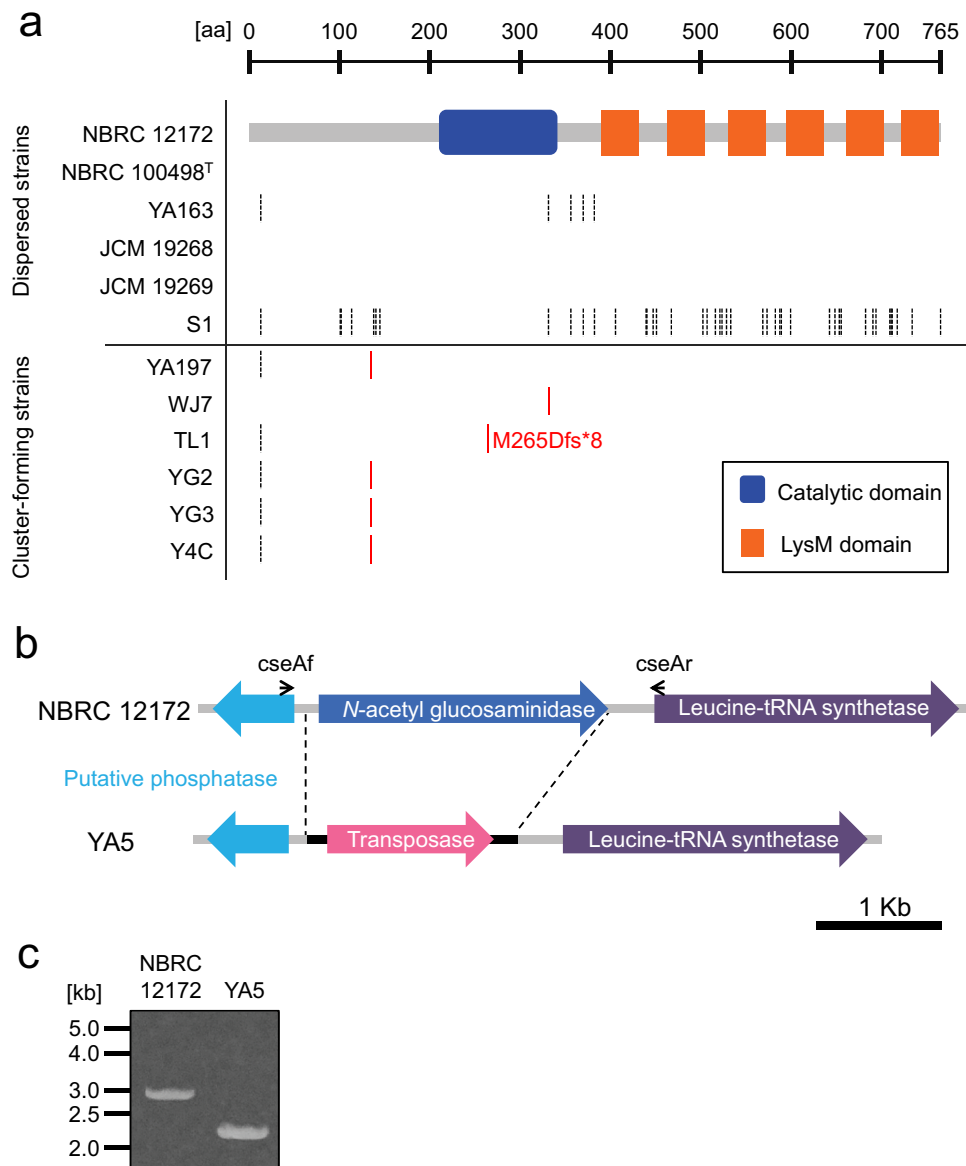 a
[aa] 0 100 200 300 400 500 600 700 765
Dispersed strains
NBRC 12172
NBRC 100498ᵀ
YA163
JCM 19268
JCM 19269
S1
Cluster-forming strains
YA197
WJ7
TL1 M265Dfs*8
YG2
YG3
Y4C
Catalytic domain
LysM domain
b
cseAf cseAr
NBRC 12172 N-acetyl glucosaminidase Leucine-tRNA synthetase
Putative phosphatase
YA5 Transposase Leucine-tRNA synthetase
1 Kb
c
NBRC
[kb] 12172 YA5
5.0
4.0
3.0
2.5
2.0